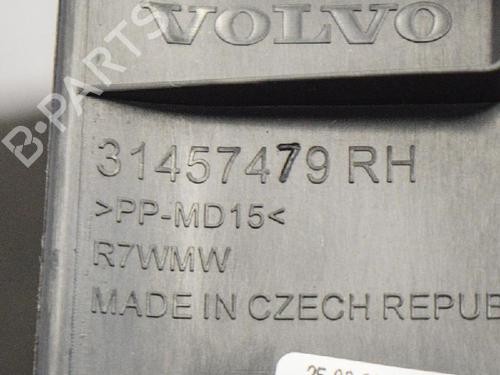 VOLVO
31457479 RH
>PP-MD15<
R7WMW
MADE IN CZECH REPUB
B-PARTS